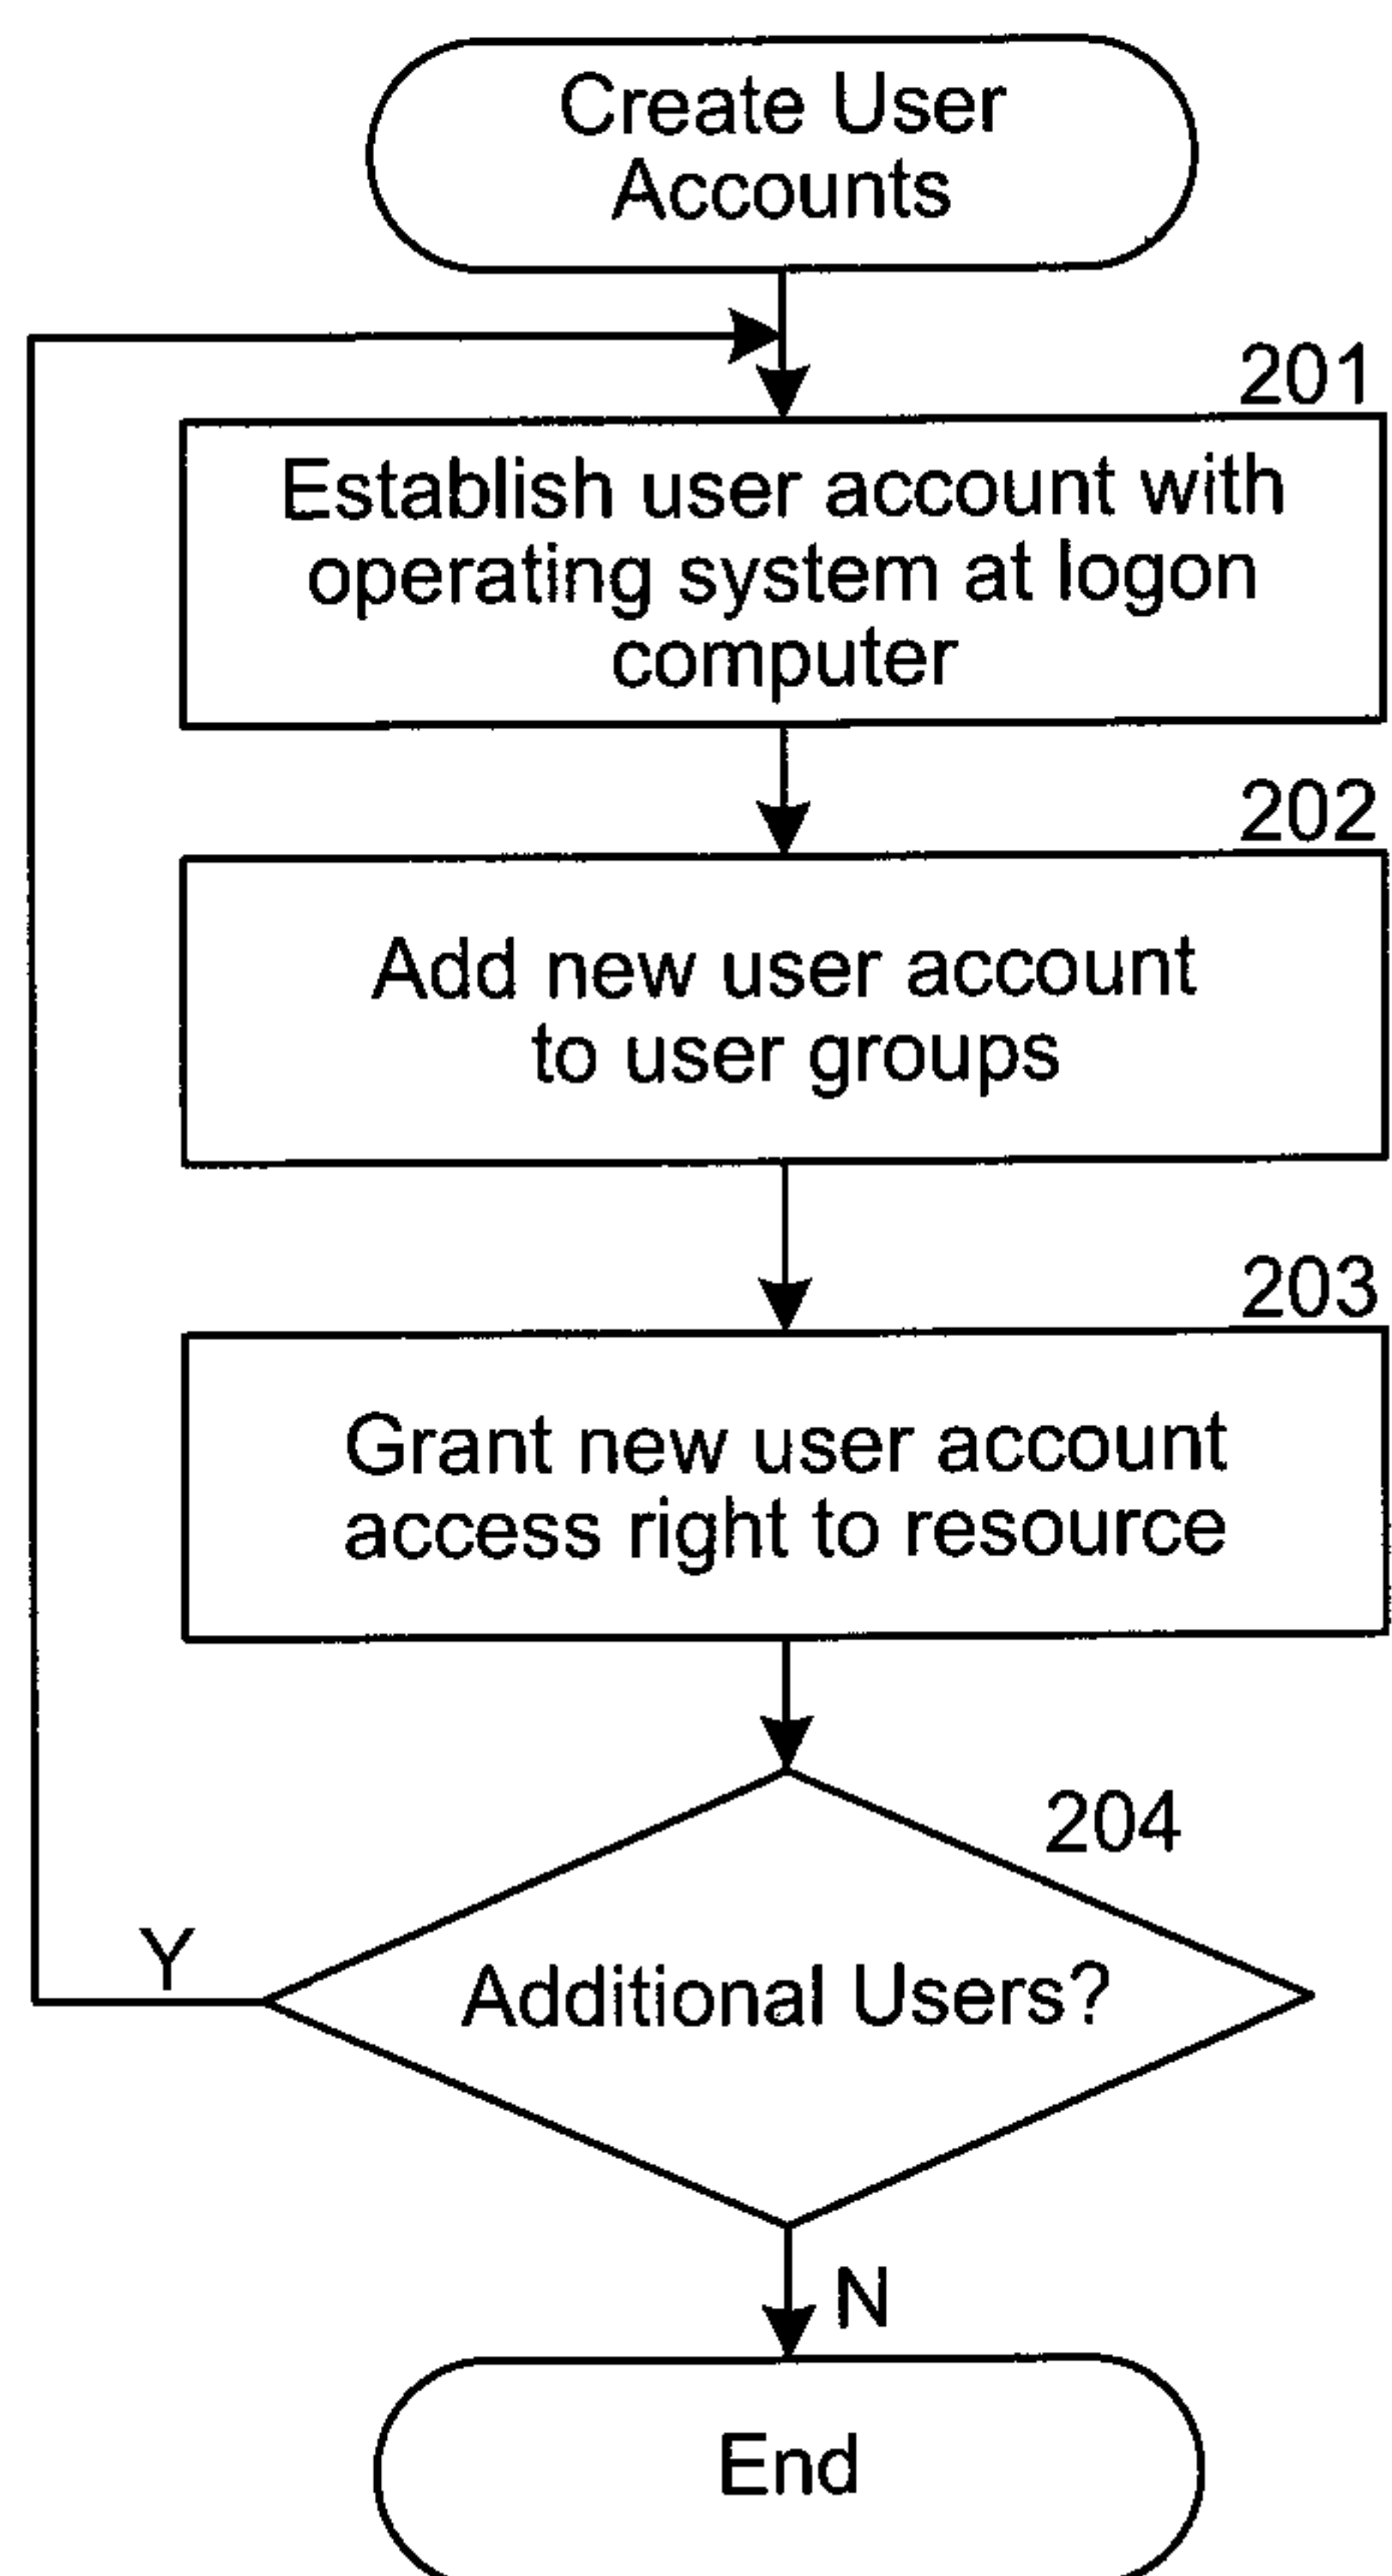 Create User
Accounts
201
Establish user account with
operating system at logon
computer
202
Add new user account
to user groups
203
Grant new user account
access right to resource
204
Additional Users?
Y
N
End